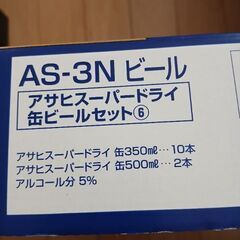 AS-3N ビール
アサヒスーパードライ
缶ビールセット⑥
アサヒスーパードライ 缶350㎖…10本
アサヒスーパードライ 缶500㎖…2本
アルコール分 5%